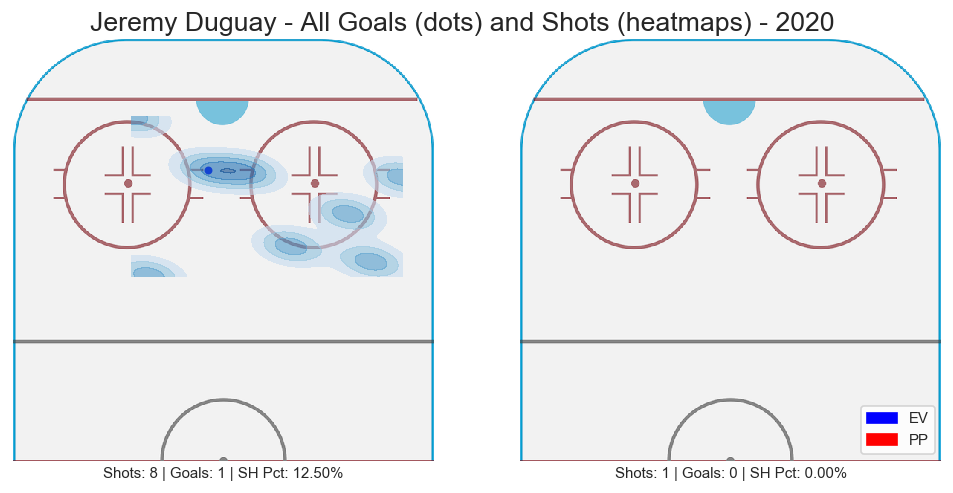 Jeremy Duguay - All Goals (dots) and Shots (heatmaps) - 2020
EV
PP
Shots: 8 | Goals: 1 | SH Pct: 12.50%
Shots: 1 | Goals: 0 | SH Pct: 0.00%